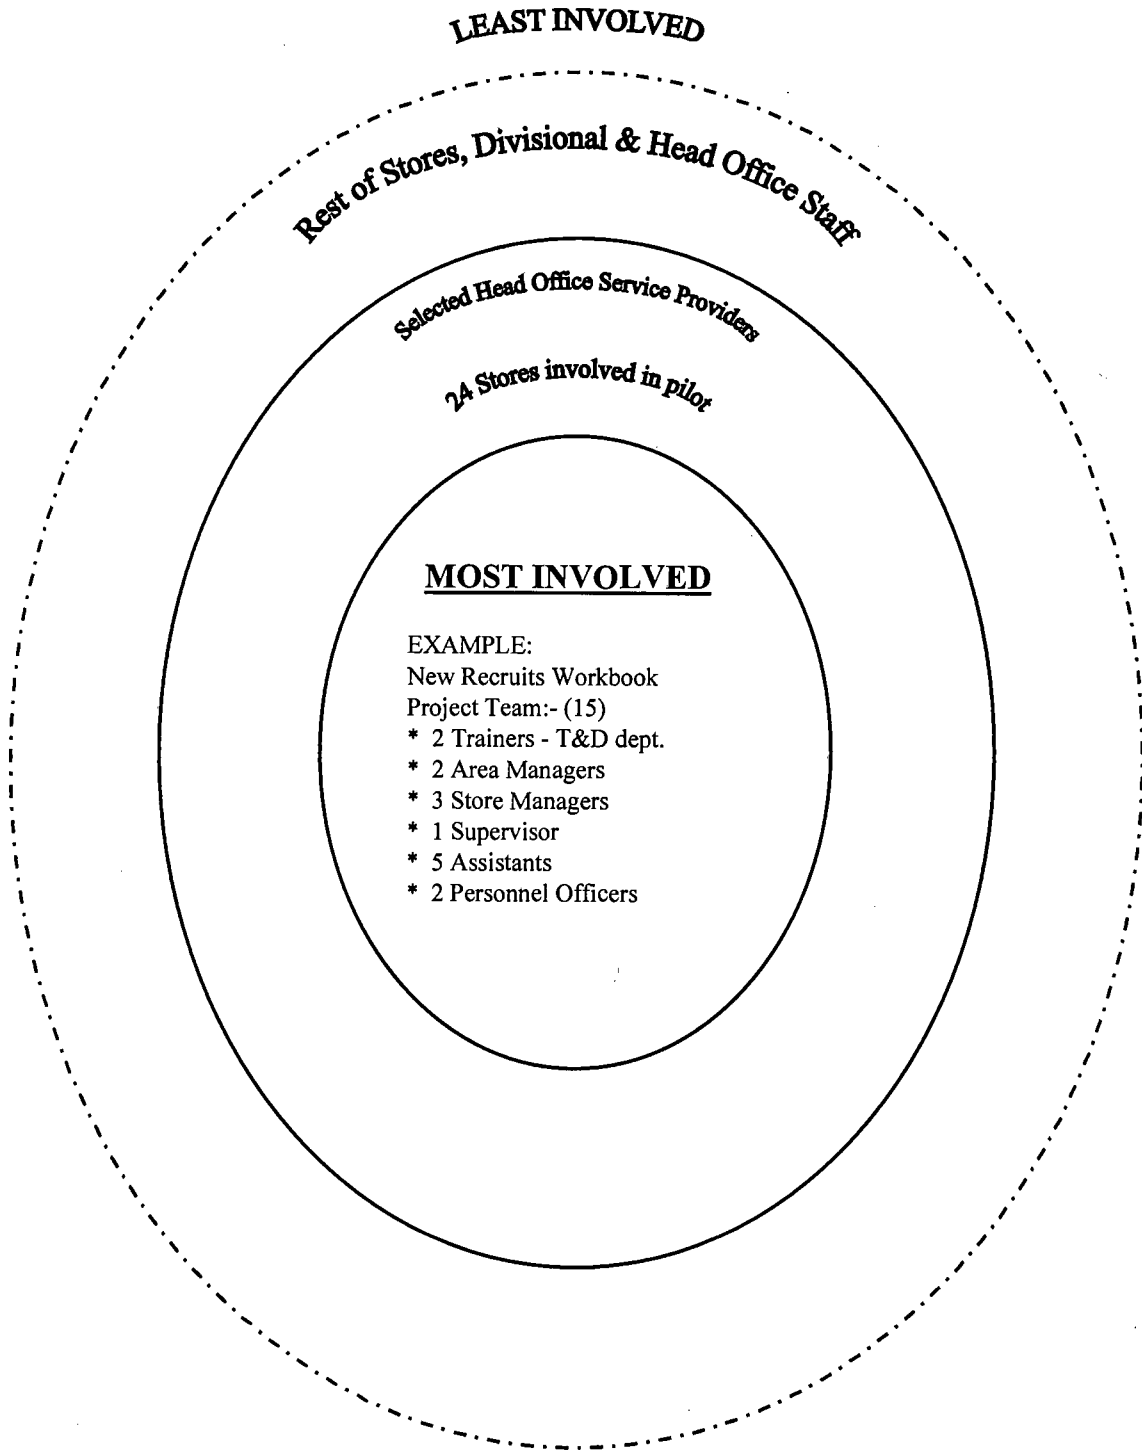 LEAST INVOLVED
Rest of Stores, Divisional & Head Office Staff
Selected Head Office Service Providers
24 Stores involved in pilot
MOST INVOLVED
EXAMPLE:
New Recruits Workbook
Project Team:- (15)
* 2 Trainers - T&D dept.
* 2 Area Managers
* 3 Store Managers
* 1 Supervisor
* 5 Assistants
* 2 Personnel Officers